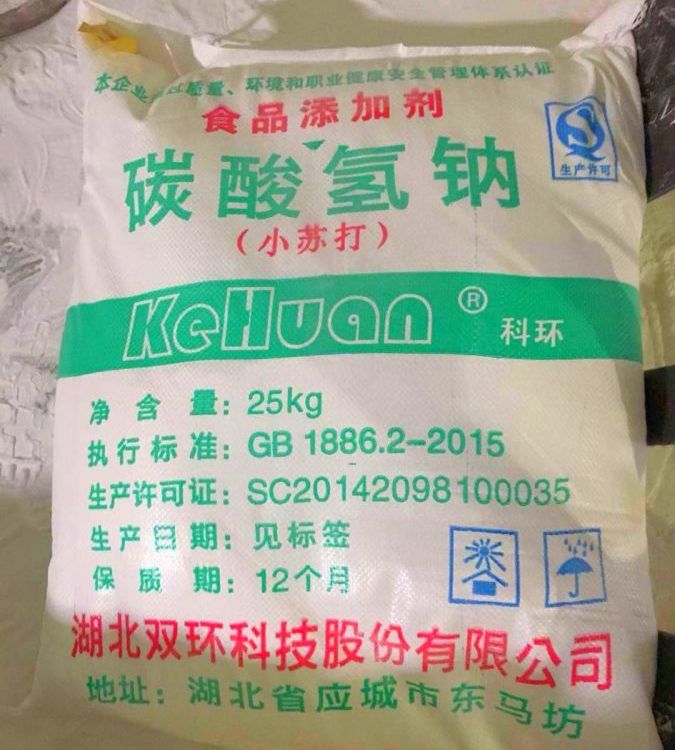 本企业通过质量、环境和职业健康安全管理体系认证
食品添加剂
生产许可
碳酸氢钠
（小苏打）
KeHuan® 科环
净含量：25kg
执行标准：GB 1886.2-2015
生产许可证：SC20142098100035
生产日期：见标签
保质期：12个月
湖北双环科技股份有限公司
地址：湖北省应城市东马坊